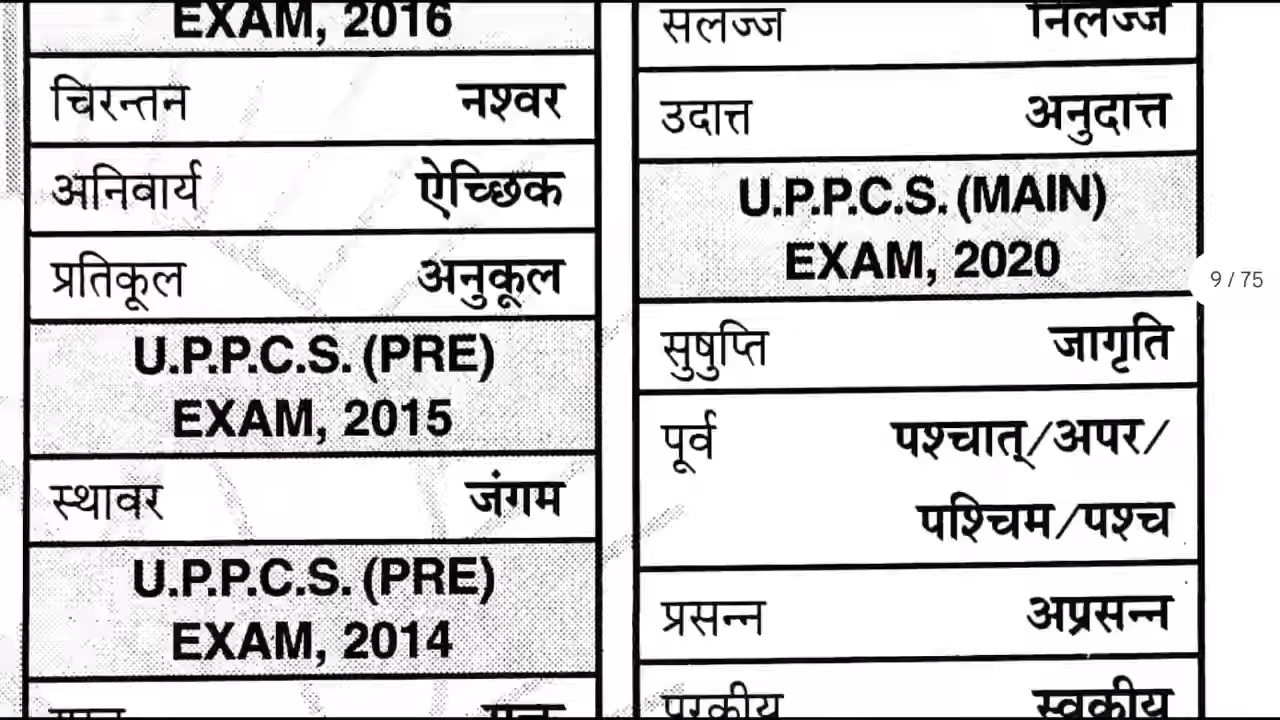 EXAM, 2016
चिरन्तन नश्वर
अनिवार्य ऐच्छिक
प्रतिकूल अनुकूल
U.P.P.C.S. (PRE)
EXAM, 2015
स्थावर जंगम
U.P.P.C.S. (PRE)
EXAM, 2014
सलज्ज निर्लज्ज
उदात्त अनुदात्त
U.P.P.C.S. (MAIN)
EXAM, 2020
सुषुप्ति जागृति
पूर्व पश्चात्/अपर/
पश्चिम/पश्च
प्रसन्न अप्रसन्न
परकीय स्वकीय
9 / 75